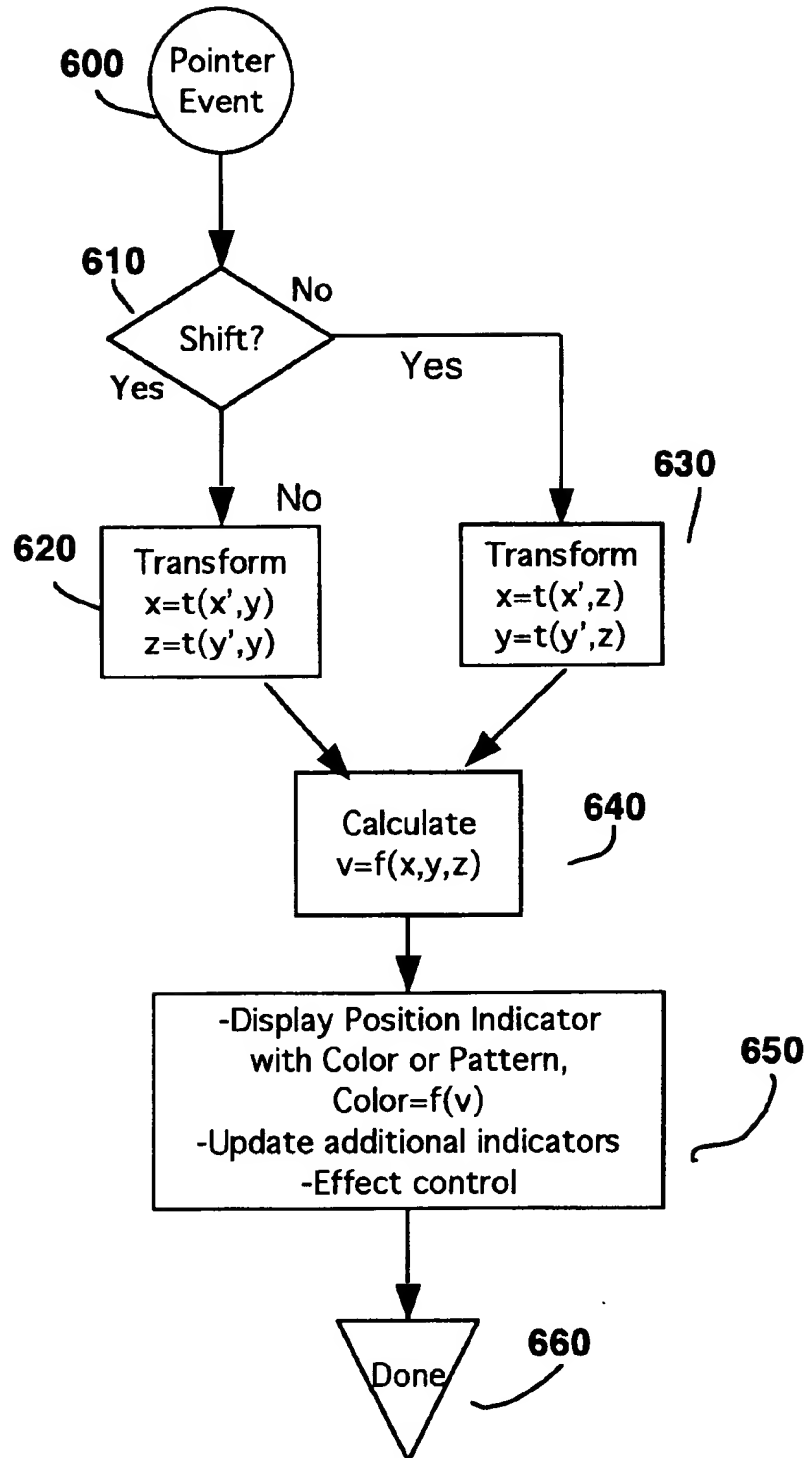 600
Pointer
Event
610
No
Shift?
Yes
Yes
No
620
Transform
x=t(x',y)
z=t(y',y)
630
Transform
x=t(x',z)
y=t(y',z)
640
Calculate
v=f(x,y,z)
650
-Display Position Indicator
with Color or Pattern,
Color=f(v)
-Update additional indicators
-Effect control
Done
660